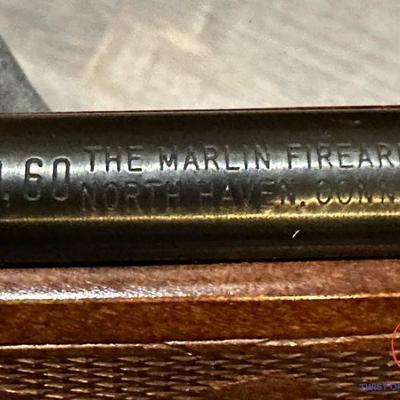 60 THE MARLIN FIREAR
NORTH HAVEN, CONN